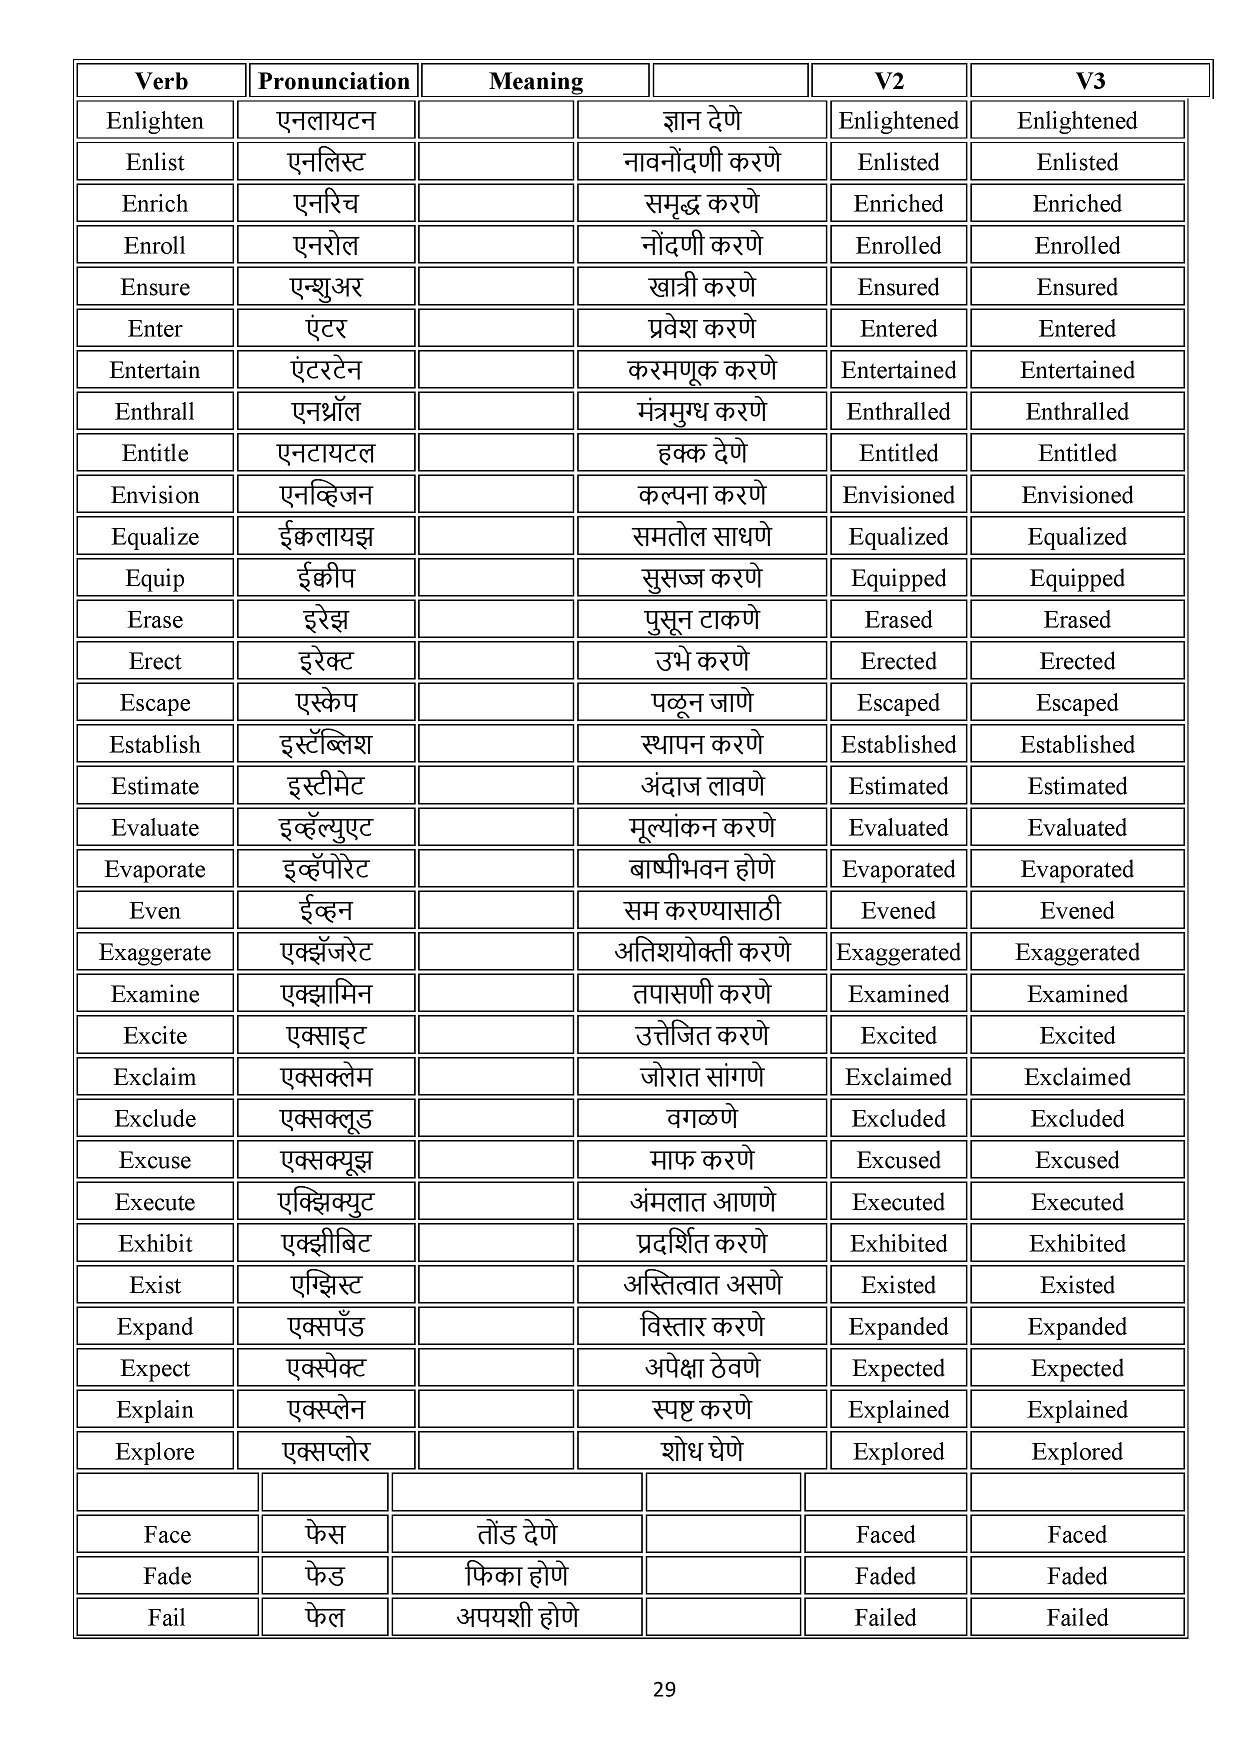 Verb Pronunciation Meaning V2 V3
Enlighten एनलायटन ज्ञान देणे Enlightened Enlightened
Enlist एनलिस्ट नावनोंदणी करणे Enlisted Enlisted
Enrich एनरिच समृद्ध करणे Enriched Enriched
Enroll एनरोल नोंदणी करणे Enrolled Enrolled
Ensure एन्शुअर खात्री करणे Ensured Ensured
Enter एंटर प्रवेश करणे Entered Entered
Entertain एंटरटेन करमणूक करणे Entertained Entertained
Enthrall एनथ्रॉल मंत्रमुग्ध करणे Enthralled Enthralled
Entitle एनटायटल हक्क देणे Entitled Entitled
Envision एनव्हिजन कल्पना करणे Envisioned Envisioned
Equalize ईक्वलायझ समतोल साधणे Equalized Equalized
Equip ईक्वीप सुसज्ज करणे Equipped Equipped
Erase इरेझ पुसून टाकणे Erased Erased
Erect इरेक्ट उभे करणे Erected Erected
Escape एस्केप पळून जाणे Escaped Escaped
Establish इस्टॅब्लिश स्थापन करणे Established Established
Estimate इस्टीमेट अंदाज लावणे Estimated Estimated
Evaluate इव्हॅल्युएट मूल्यांकन करणे Evaluated Evaluated
Evaporate इव्हॅपोरेट बाष्पीभवन होणे Evaporated Evaporated
Even ईव्हन सम करण्यासाठी Evened Evened
Exaggerate एक्झॅजरेट अतिशयोक्ती करणे Exaggerated Exaggerated
Examine एक्झामिन तपासणी करणे Examined Examined
Excite एक्साइट उत्तेजित करणे Excited Excited
Exclaim एक्सक्लेम जोरात सांगणे Exclaimed Exclaimed
Exclude एक्सक्लूड वगळणे Excluded Excluded
Excuse एक्सक्यूझ माफ करणे Excused Excused
Execute एक्झिक्युट अंमलात आणणे Executed Executed
Exhibit एक्झीबिट प्रदर्शित करणे Exhibited Exhibited
Exist एग्झिस्ट अस्तित्वात असणे Existed Existed
Expand एक्सपँड विस्तार करणे Expanded Expanded
Expect एक्स्पेक्ट अपेक्षा ठेवणे Expected Expected
Explain एक्स्प्लेन स्पष्ट करणे Explained Explained
Explore एक्सप्लोर शोध घेणे Explored Explored
Face फेस तोंड देणे Faced Faced
Fade फेड फिका होणे Faded Faded
Fail फेल अपयशी होणे Failed Failed
29